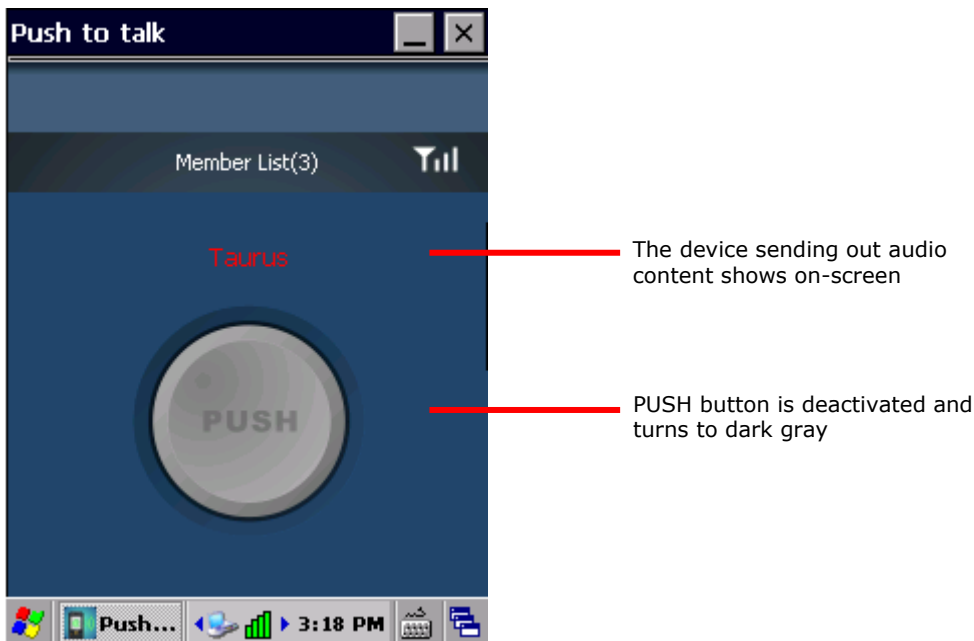 Push to talk
Member List(3)
Taurus
The device sending out audio
content shows on-screen
PUSH
PUSH button is deactivated and
turns to dark gray
Push... 3:18 PM